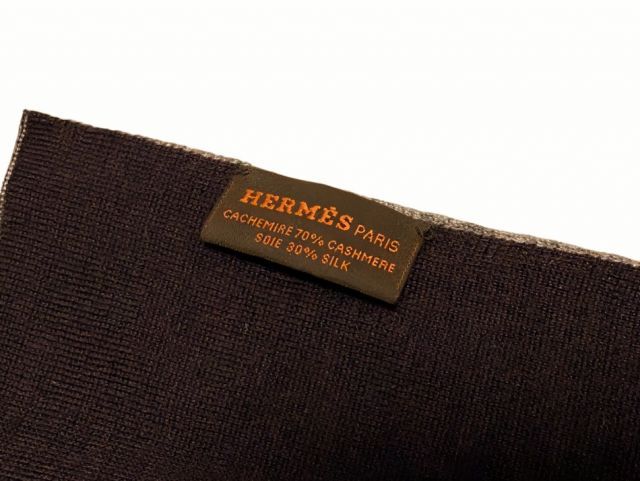 HERMÈS PARIS
CACHEMIRE 70% CASHMERE
SOIE 30% SILK